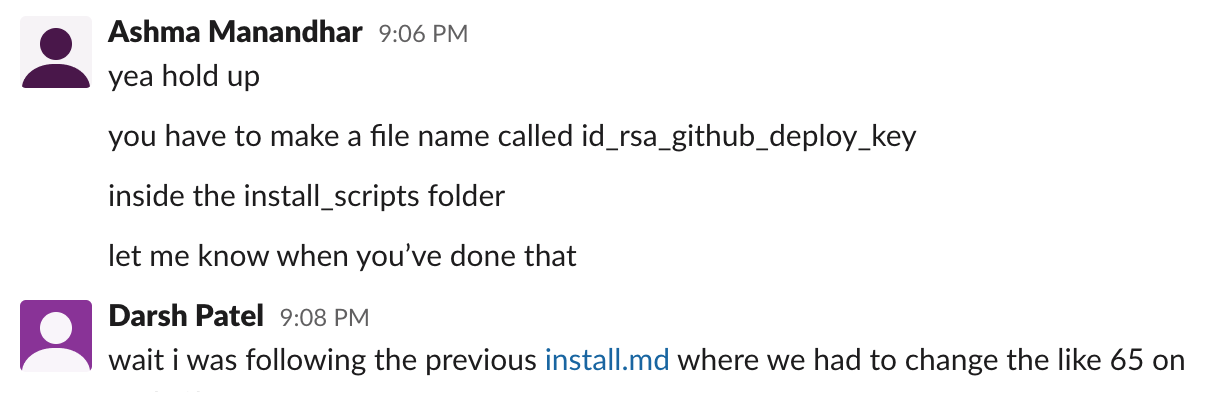 Ashma Manandhar 9:06 PM
yea hold up
you have to make a file name called id_rsa_github_deploy_key
inside the install_scripts folder
let me know when you’ve done that
Darsh Patel 9:08 PM
wait i was following the previous install.md where we had to change the like 65 on